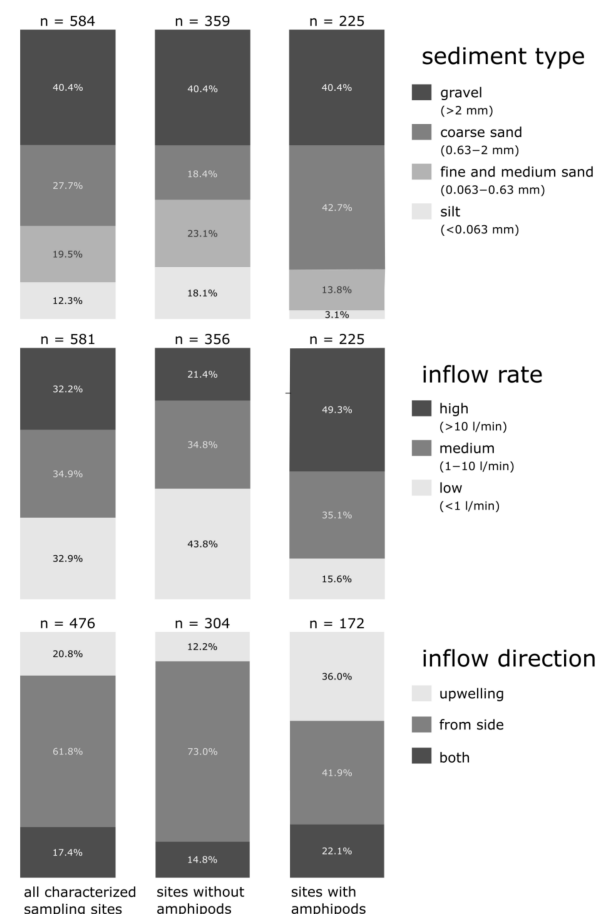 n = 584 n = 359 n = 225
40.4% 40.4% 40.4%
27.7% 18.4% 42.7%
19.5% 23.1% 13.8%
12.3% 18.1% 3.1%
sediment type
gravel
(>2 mm)
coarse sand
(0.63−2 mm)
fine and medium sand
(0.063−0.63 mm)
silt
(<0.063 mm)
n = 581 n = 356 n = 225
32.2% 21.4% 49.3%
34.9% 34.8% 35.1%
32.9% 43.8% 15.6%
inflow rate
high
(>10 l/min)
medium
(1−10 l/min)
low
(<1 l/min)
n = 476 n = 304 n = 172
20.8% 12.2% 36.0%
61.8% 73.0% 41.9%
17.4% 14.8% 22.1%
inflow direction
upwelling
from side
both
all characterized
sampling sites
sites without
amphipods
sites with
amphipods